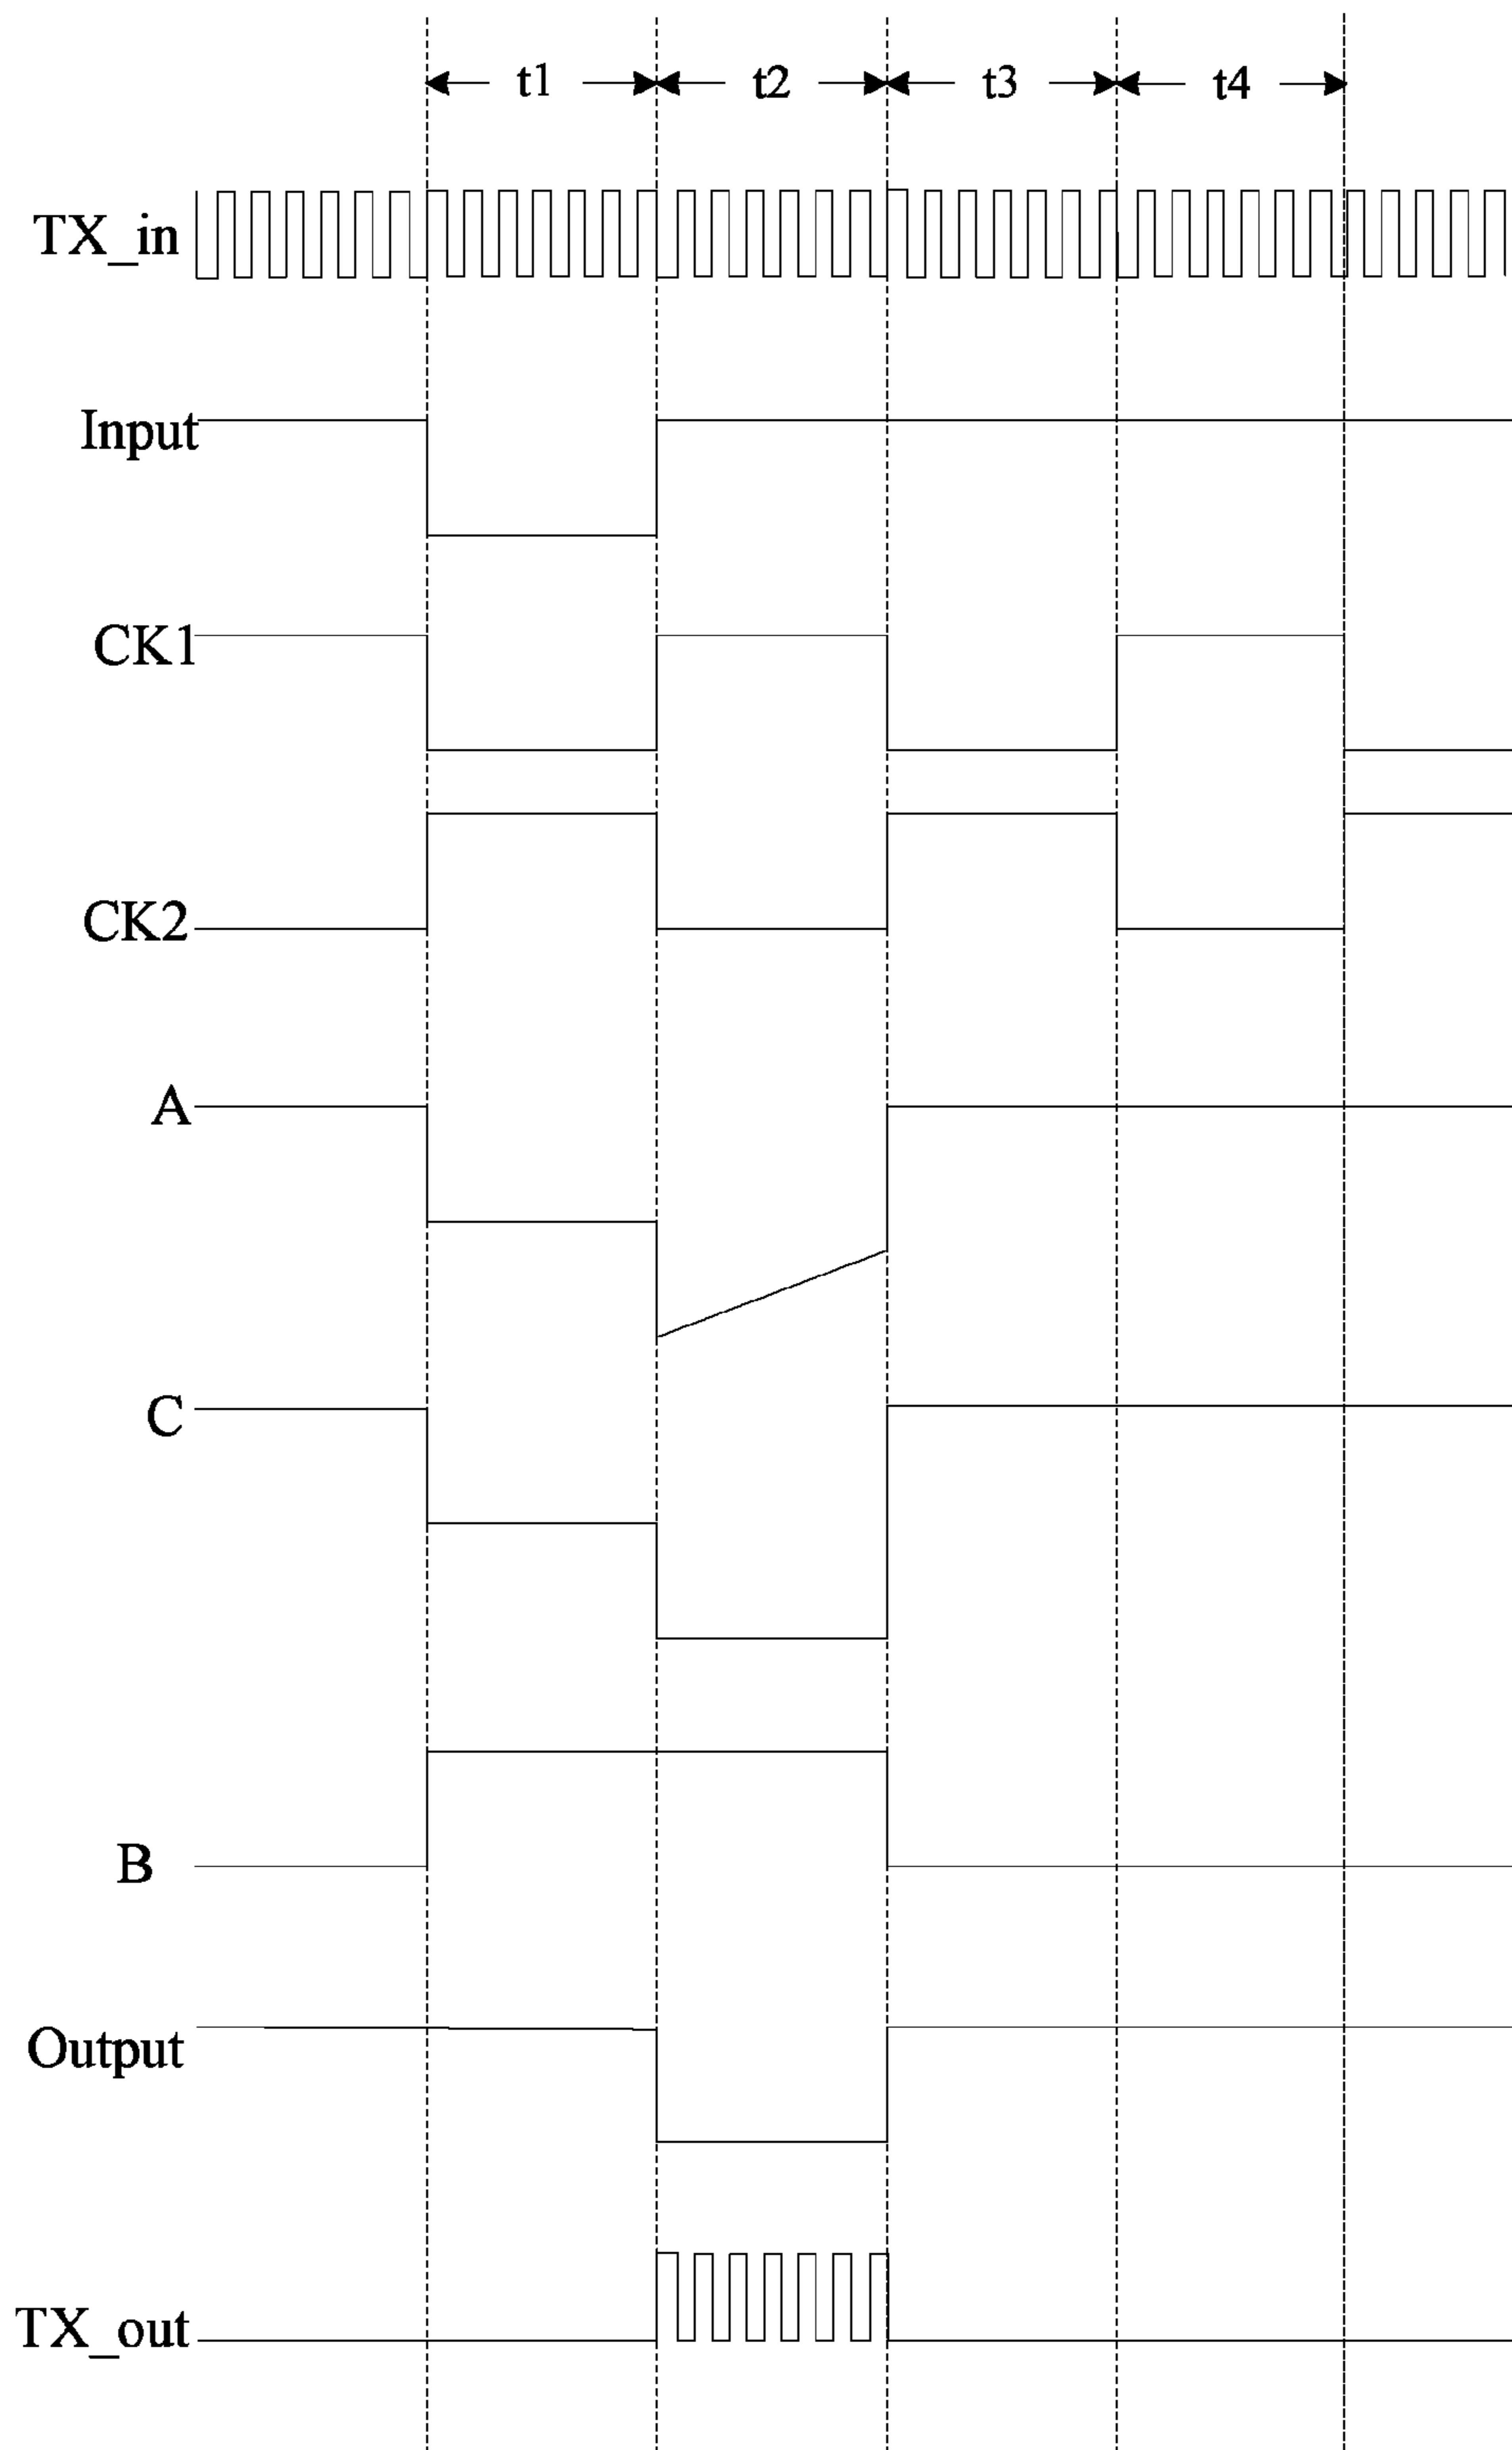 t1 t2 t3 t4
TX_in
Input
CK1
CK2
A
C
B
Output
TX_out